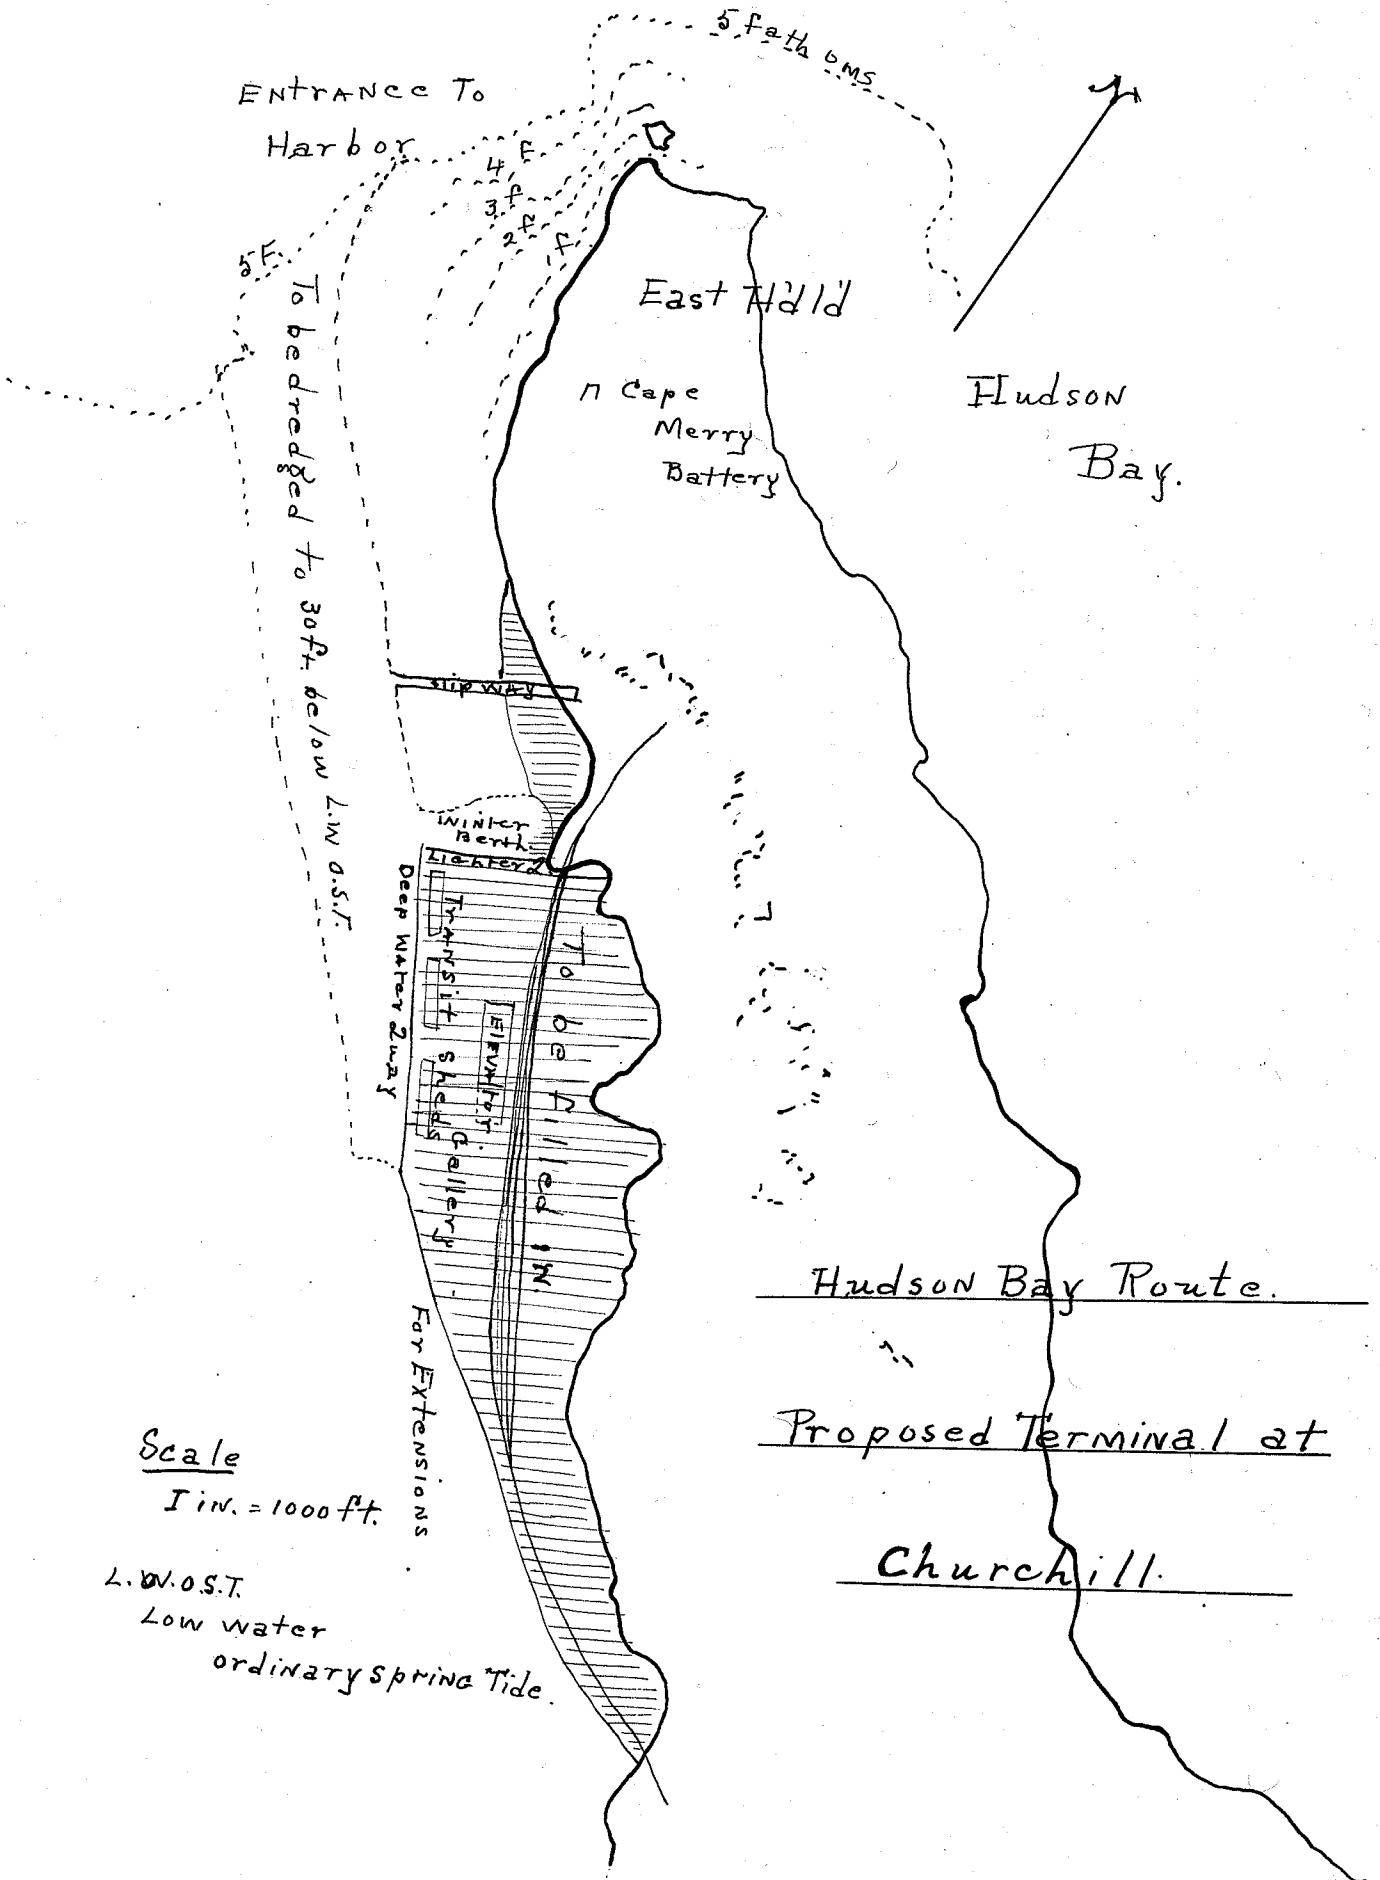 5 fathoms
Entrance To
Harbor
4 F
3 f
2 f
1 f
5 F.
East H'd'l'd
Cape
Merry
Battery
Hudson
Bay.
To be dredged to 30 ft. below L.W.O.S.T.
Slip Way
Winter
Berth.
Lighter Q
Deep Water Quay
Transit Sheds
Gallery
Elevator
To be filled in.
For Extensions
Hudson Bay Route.
Proposed Terminal at
Churchill.
Scale
1 in. = 1000 ft.
L.W.O.S.T.
Low water
ordinary spring Tide.